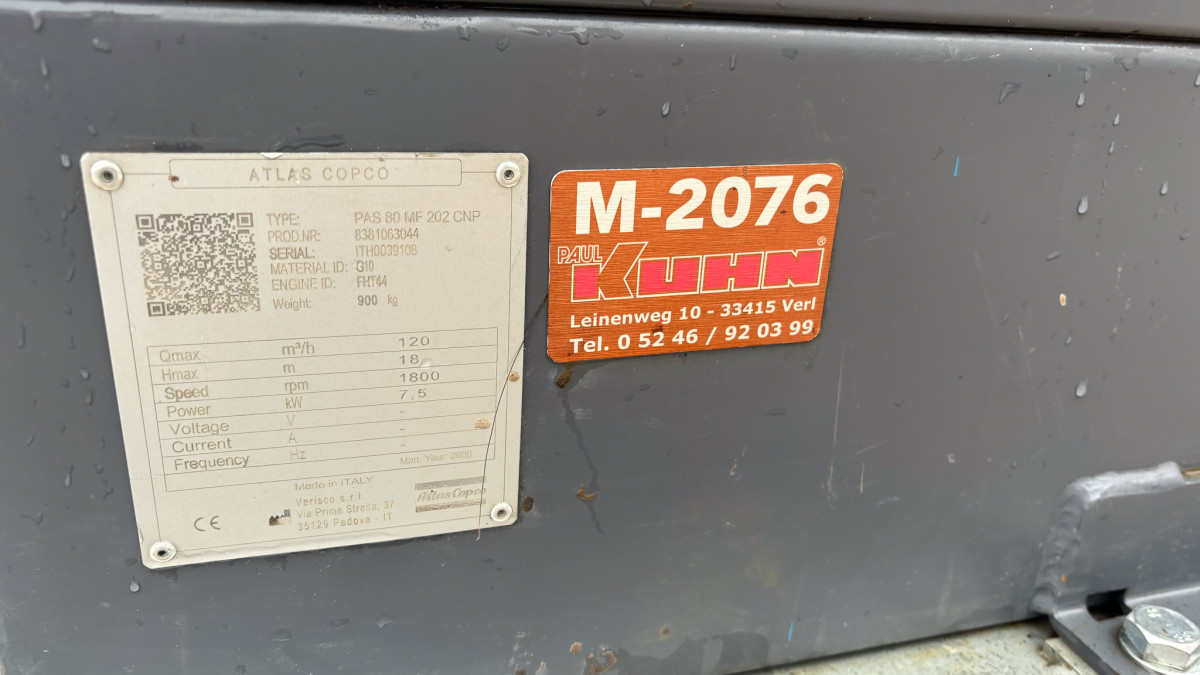 ATLAS COPCO
TYPE: PAS 80 MF 202 CNP
PROD.NR: 8381063044
SERIAL: ITH0039108
MATERIAL ID: G10
ENGINE ID: FHT44
Weight: 900 kg
Qmax m³/h 120
Hmax m 18
Speed rpm 1800
Power kW 7,5
Voltage V -
Current A -
Frequency Hz -
Man. Year: 2020
Made in ITALY
Verisco s.r.l.
Via Prima Strada, 37
35129 Padova - IT
CE
Atlas Copco
M-2076
PAUL
KUHN®
Leinenweg 10 - 33415 Verl
Tel. 0 52 46 / 92 03 99